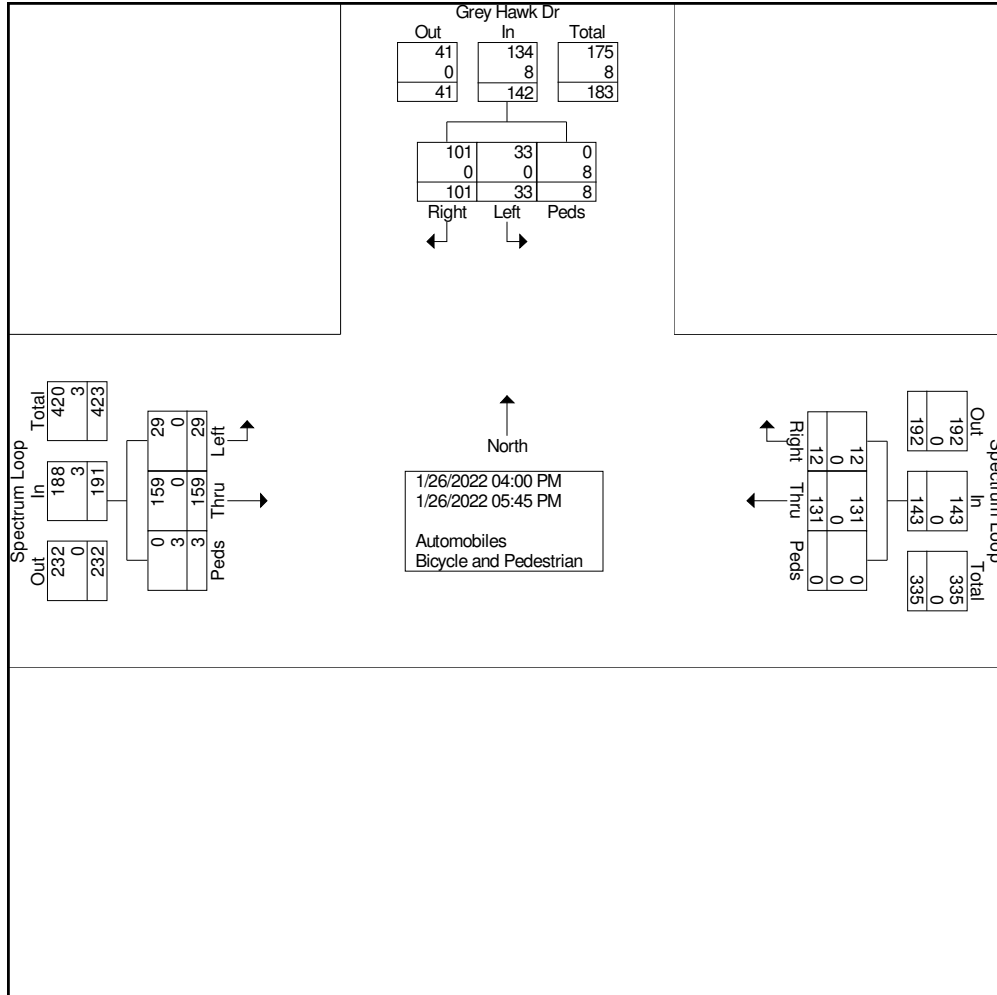 Grey Hawk Dr
Out In Total
41 134 175
0 8 8
41 142 183
101 33 0
0 0 8
101 33 8
Right Left Peds
Spectrum Loop
Total In Out
420 188 232
3 3 0
423 191 232
Left Thru Peds
29 159 0
0 0 3
29 159 3
North
1/26/2022 04:00 PM
1/26/2022 05:45 PM
Automobiles
Bicycle and Pedestrian
Right Thru Peds
12 131 0
0 0 0
12 131 0
Out In Total
192 143 335
0 0 0
192 143 335
Spectrum Loop